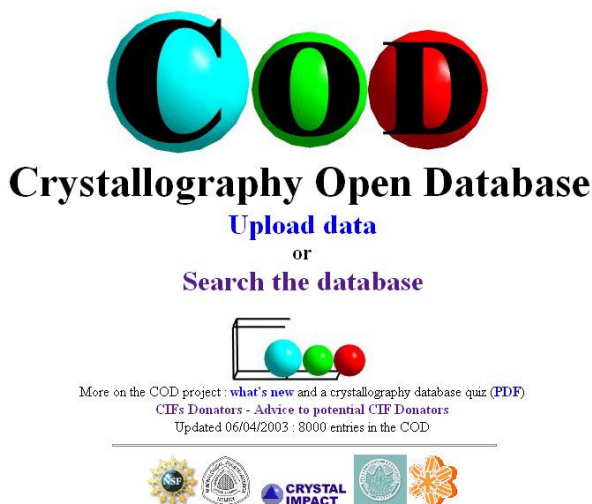 COD
Crystallography Open Database
Upload data
or
Search the database
More on the COD project : what's new and a crystallography database quiz (PDF)
CIFs Donators - Advice to potential CIF Donators
Updated 06/04/2003 : 8000 entries in the COD
NSF
CRYSTAL
IMPACT